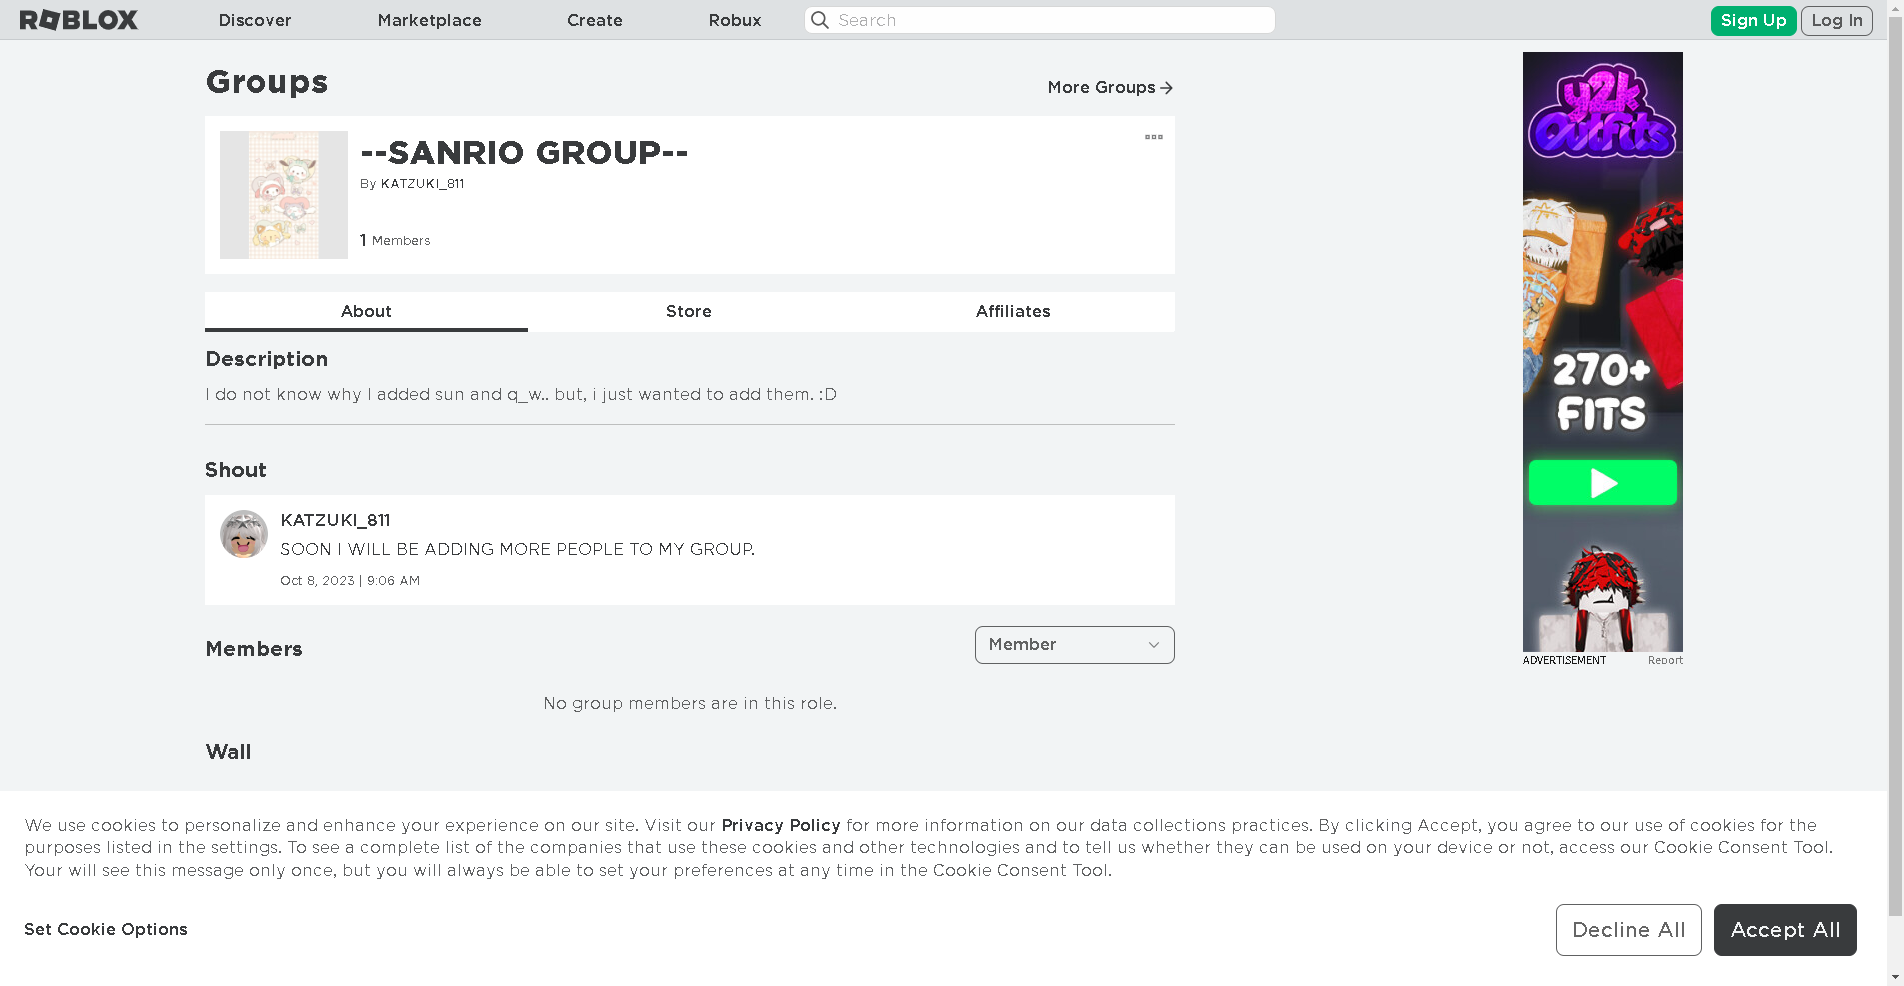 ROBLOX
Discover
Marketplace
Create
Robux
Search
Sign Up
Log In
Groups
More Groups
--SANRIO GROUP--
By KATZUKI_811
1 Members
About
Store
Affiliates
Description
I do not know why I added sun and q_w.. but, i just wanted to add them. :D
Shout
KATZUKI_811
SOON I WILL BE ADDING MORE PEOPLE TO MY GROUP.
Oct 8, 2023 | 9:06 AM
Members
Member
No group members are in this role.
Wall
y2k
Outfits
270+
FITS
ADVERTISEMENT
Report
We use cookies to personalize and enhance your experience on our site. Visit our Privacy Policy for more information on our data collections practices. By clicking Accept, you agree to our use of cookies for the
purposes listed in the settings. To see a complete list of the companies that use these cookies and other technologies and to tell us whether they can be used on your device or not, access our Cookie Consent Tool.
Your will see this message only once, but you will always be able to set your preferences at any time in the Cookie Consent Tool.
Set Cookie Options
Decline All
Accept All